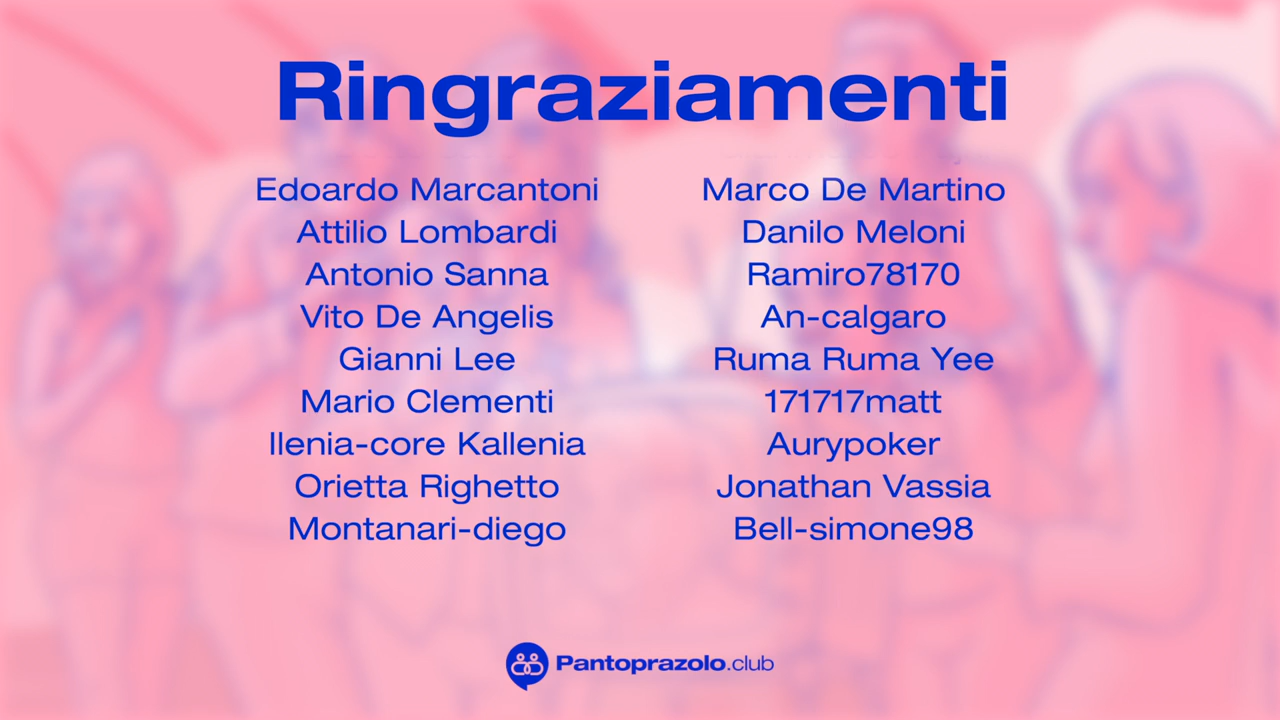 Ringraziamenti
Edoardo Marcantoni
Attilio Lombardi
Antonio Sanna
Vito De Angelis
Gianni Lee
Mario Clementi
Ilenia-core Kallenia
Orietta Righetto
Montanari-diego
Marco De Martino
Danilo Meloni
Ramiro78170
An-calgaro
Ruma Ruma Yee
171717matt
Aurypoker
Jonathan Vassia
Bell-simone98
Pantoprazolo.club